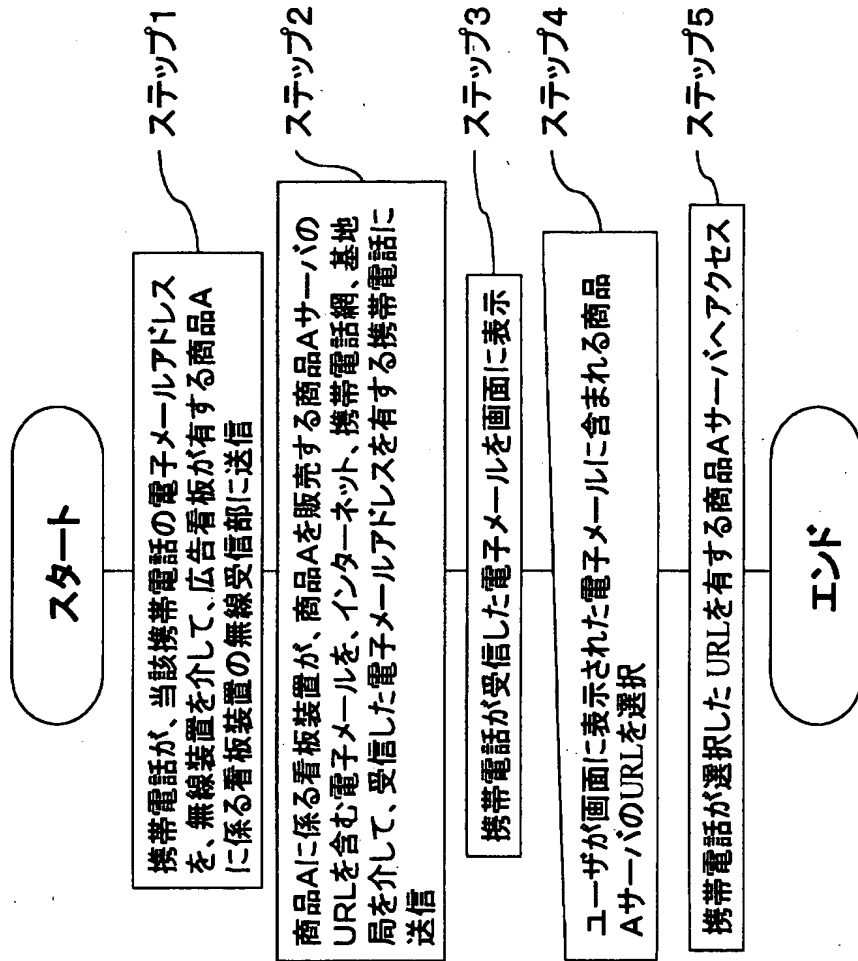 スタート
携帯電話が、当該携帯電話の電子メールアドレス
を、無線装置を介して、広告看板が有する商品A
に係る看板装置の無線受信部に送信
ステップ1
商品Aに係る看板装置が、商品Aを販売する商品Aサーバの
URLを含む電子メールを、インターネット、携帯電話網、基地
局を介して、受信した電子メールアドレスを有する携帯電話に
送信
ステップ2
携帯電話が受信した電子メールを画面に表示
ステップ3
ユーザが画面に表示された電子メールに含まれる商品
AサーバのURLを選択
ステップ4
携帯電話が選択したURLを有する商品Aサーバへアクセス
ステップ5
エンド